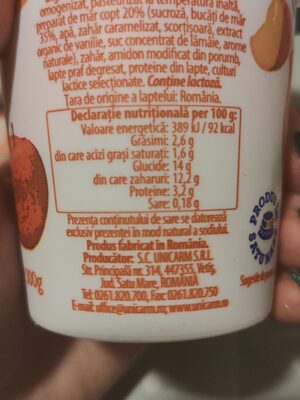 omogenizat, pasteurizat la temperatura înaltă,
preparat de măr copt 20% (sucroză, bucăți de măr
35%, apă, zahăr caramelizat, scorțișoară, extract
organic de vanilie, suc concentrat de lămâie, arome
naturale), zahăr, amidon modificat din porumb,
lapte praf degresat, proteine din lapte, culturi
lactice selecționate. Conține lactoză.
Țara de origine a laptelui: România.
Declarație nutrițională per 100 g:
Valoare energetică: 389 kJ / 92 kcal
Grăsimi: 2,6 g
din care acizi grași saturați: 1,6 g
Glucide: 14 g
din care zaharuri: 12,2 g
Proteine: 3,2 g
Sare: 0,18 g
Prezența conținutului de sare se datorează
exclusiv prezenței în mod natural a sodiului.
Produs fabricat în România.
Producător: S.C. UNICARM S.R.L.
Str. Principală nr. 314, 447355, Vetiș,
Jud. Satu Mare, ROMÂNIA
Tel: 0261.820.700, Fax: 0261.820.750
E-mail: office@unicarm.ro, www.unicarm.ro
00g
PRODUS
Sugestie de